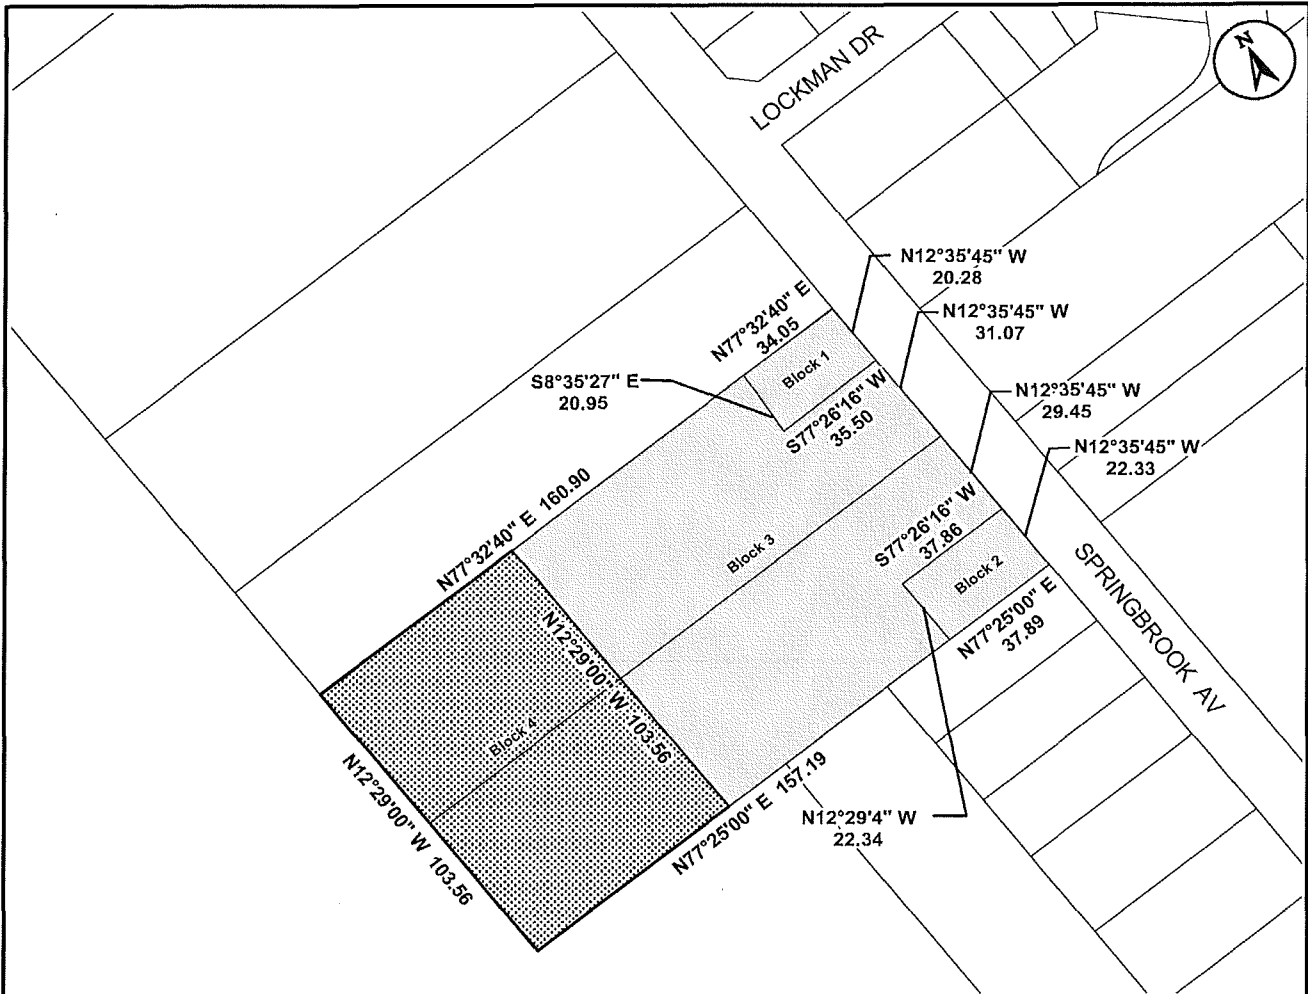 N
LOCKMAN DR
N12°35'45" W
20.28
N12°35'45" W
31.07
N77°32'40" E
34.05
Block 1
S8°35'27" E
20.95
S77°26'16" W
35.50
N12°35'45" W
29.45
N12°35'45" W
22.33
N77°32'40" E 160.90
Block 3
S77°26'16" W
37.86
Block 2
SPRINGBROOK AV
N77°25'00" E
37.89
N12°29'00" W 103.56
Block 4
N12°29'00" W 103.56
N77°25'00" E 157.19
N12°29'4" W
22.34